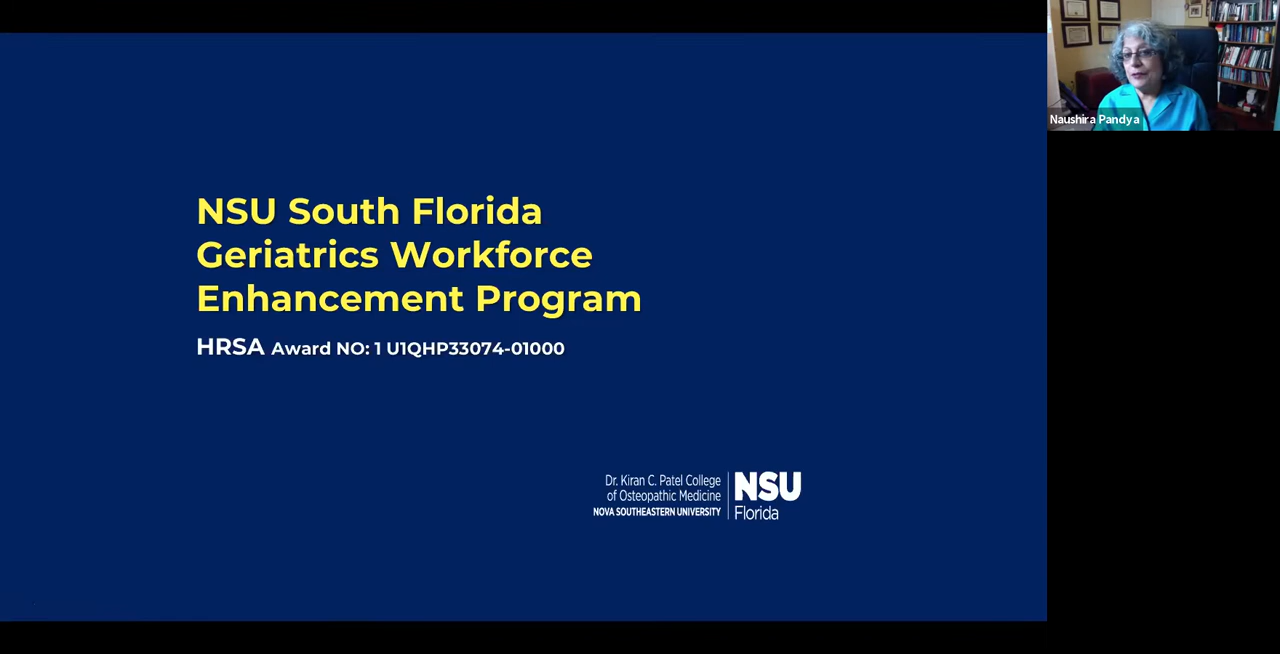 NSU South Florida
Geriatrics Workforce
Enhancement Program
HRSA Award NO: 1 U1QHP33074-01000
Dr. Kiran C. Patel College
of Osteopathic Medicine
NOVA SOUTHEASTERN UNIVERSITY
NSU
Florida
Naushira Pandya